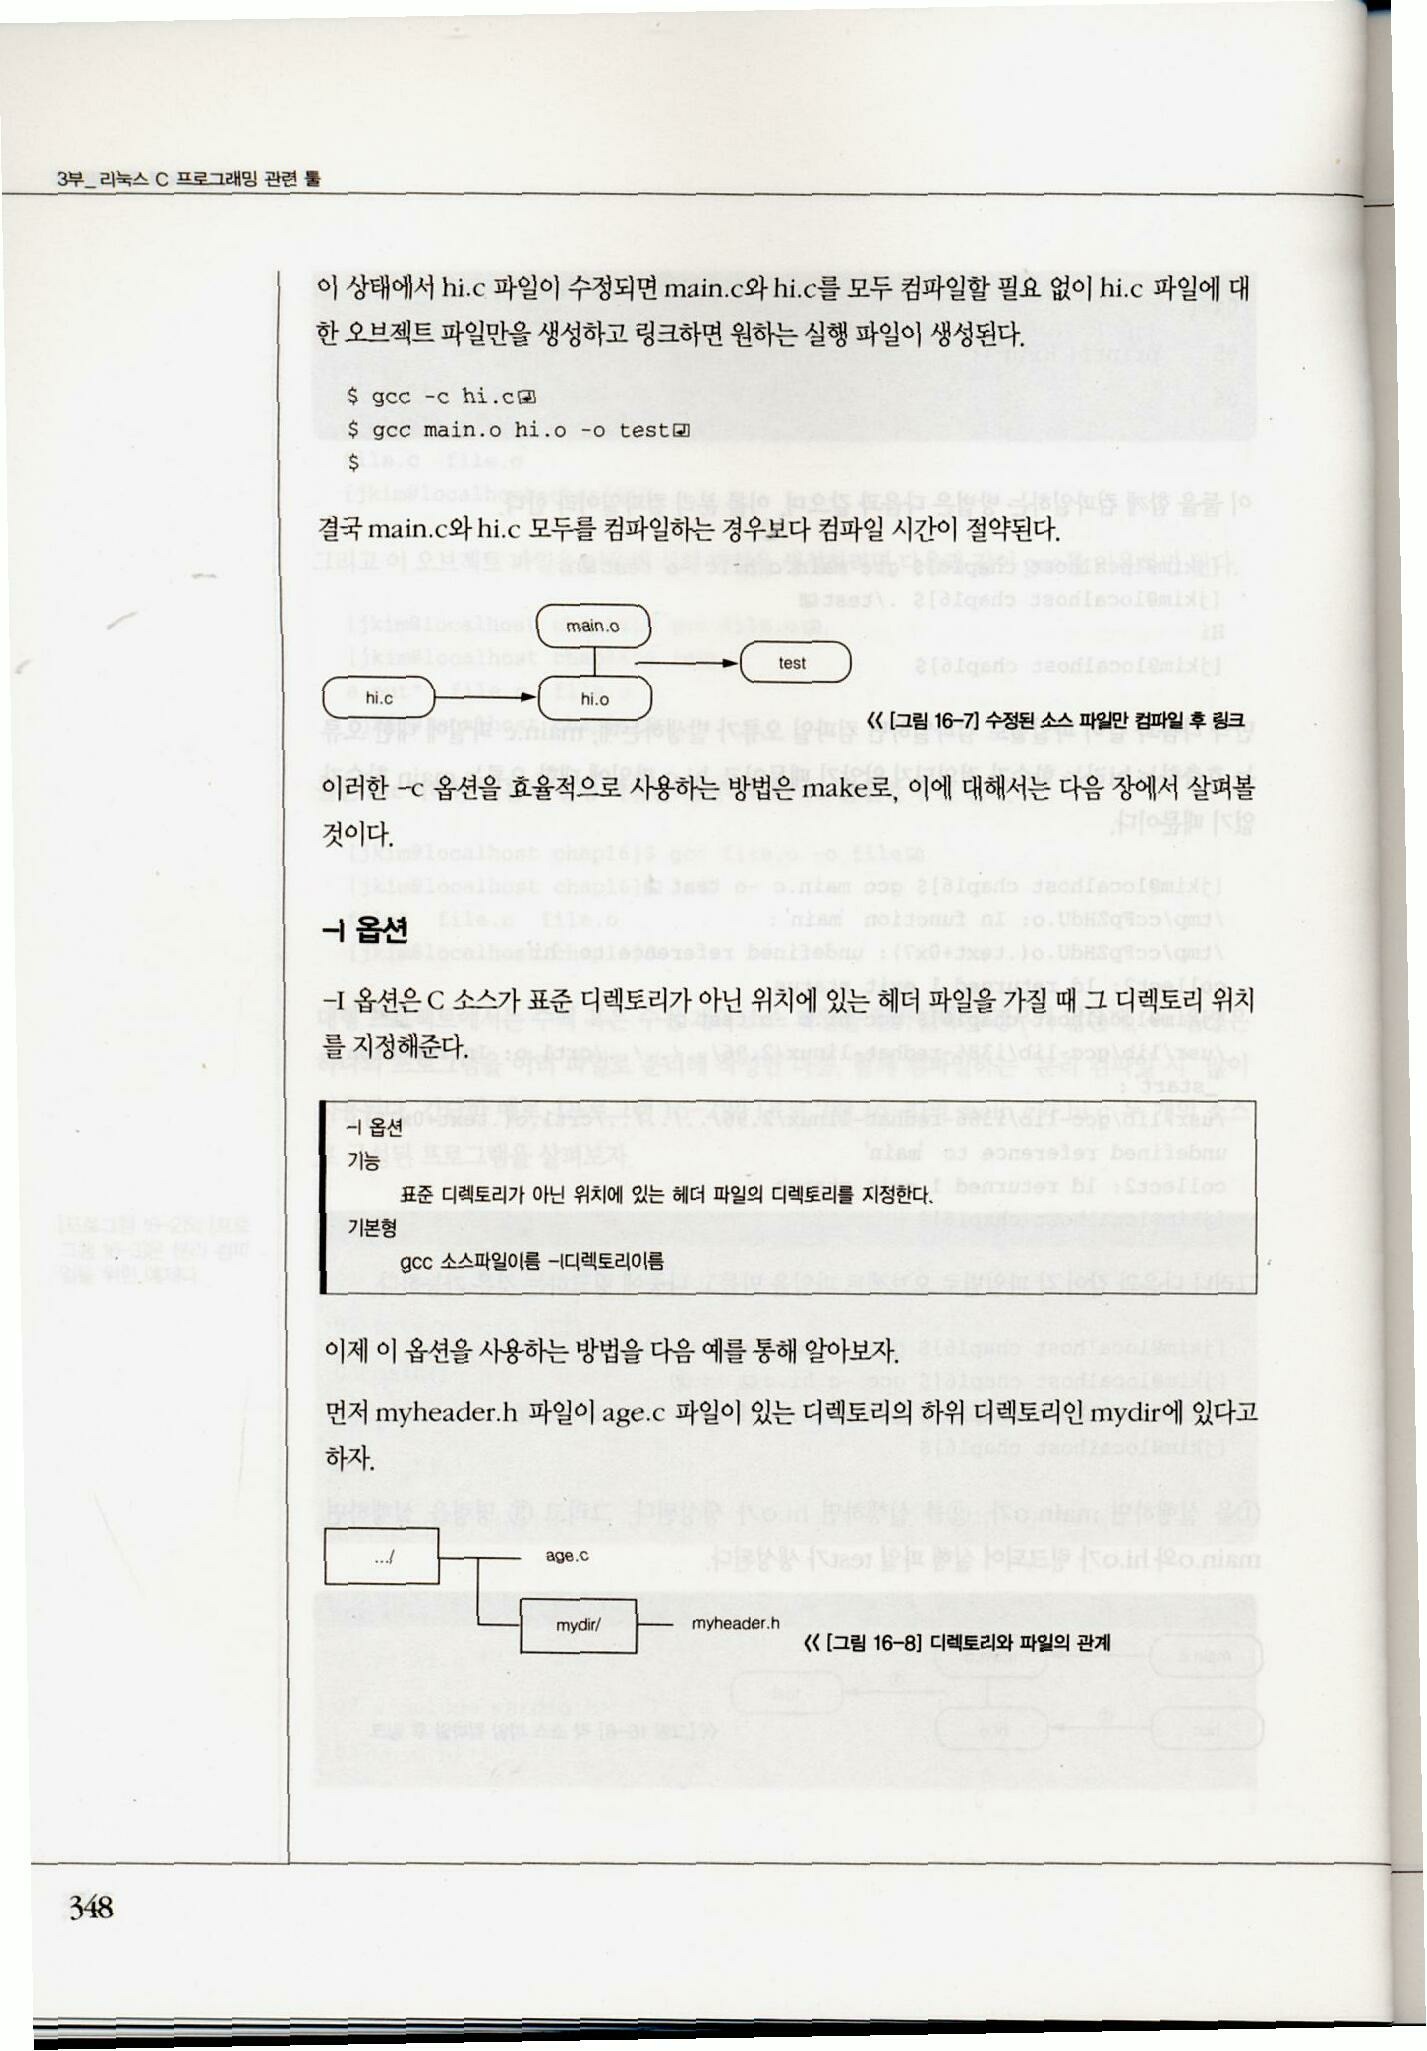 3부_ 리눅스 C 프로그래밍 관련 툴
이 상태에서 hi.c 파일이 수정되면 main.c와 hi.c를 모두 컴파일할 필요 없이 hi.c 파일에 대
한 오브젝트 파일만을 생성하고 링크하면 원하는 실행 파일이 생성된다.
$ gcc -c hi.c
$ gcc main.o hi.o -o test
$
결국 main.c와 hi.c 모두를 컴파일하는 경우보다 컴파일 시간이 절약된다.
main.o
test
hi.c
hi.o
《 [그림 16-7] 수정된 소스 파일만 컴파일 후 링크
이러한 -c 옵션을 효율적으로 사용하는 방법은 make로, 이에 대해서는 다음 장에서 살펴볼
것이다.
-I 옵션
-I 옵션은 C 소스가 표준 디렉토리가 아닌 위치에 있는 헤더 파일을 가질 때 그 디렉토리 위치
를 지정해준다.
-I 옵션
기능
표준 디렉토리가 아닌 위치에 있는 헤더 파일의 디렉토리를 지정한다.
기본형
gcc 소스파일이름 -I디렉토리이름
이제 이 옵션을 사용하는 방법을 다음 예를 통해 알아보자.
먼저 myheader.h 파일이 age.c 파일이 있는 디렉토리의 하위 디렉토리인 mydir에 있다고
하자.
.../
age.c
mydir/
myheader.h
《 [그림 16-8] 디렉토리와 파일의 관계
348